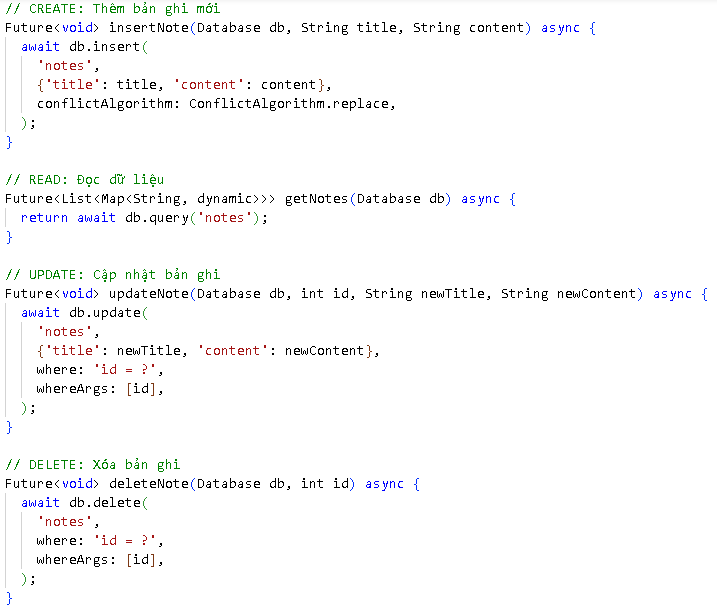 // CREATE: Thêm bản ghi mới
Future<void> insertNote(Database db, String title, String content) async {
  await db.insert(
    'notes',
    {'title': title, 'content': content},
    conflictAlgorithm: ConflictAlgorithm.replace,
  );
}

// READ: Đọc dữ liệu
Future<List<Map<String, dynamic>>> getNotes(Database db) async {
  return await db.query('notes');
}

// UPDATE: Cập nhật bản ghi
Future<void> updateNote(Database db, int id, String newTitle, String newContent) async {
  await db.update(
    'notes',
    {'title': newTitle, 'content': newContent},
    where: 'id = ?',
    whereArgs: [id],
  );
}

// DELETE: Xóa bản ghi
Future<void> deleteNote(Database db, int id) async {
  await db.delete(
    'notes',
    where: 'id = ?',
    whereArgs: [id],
  );
}